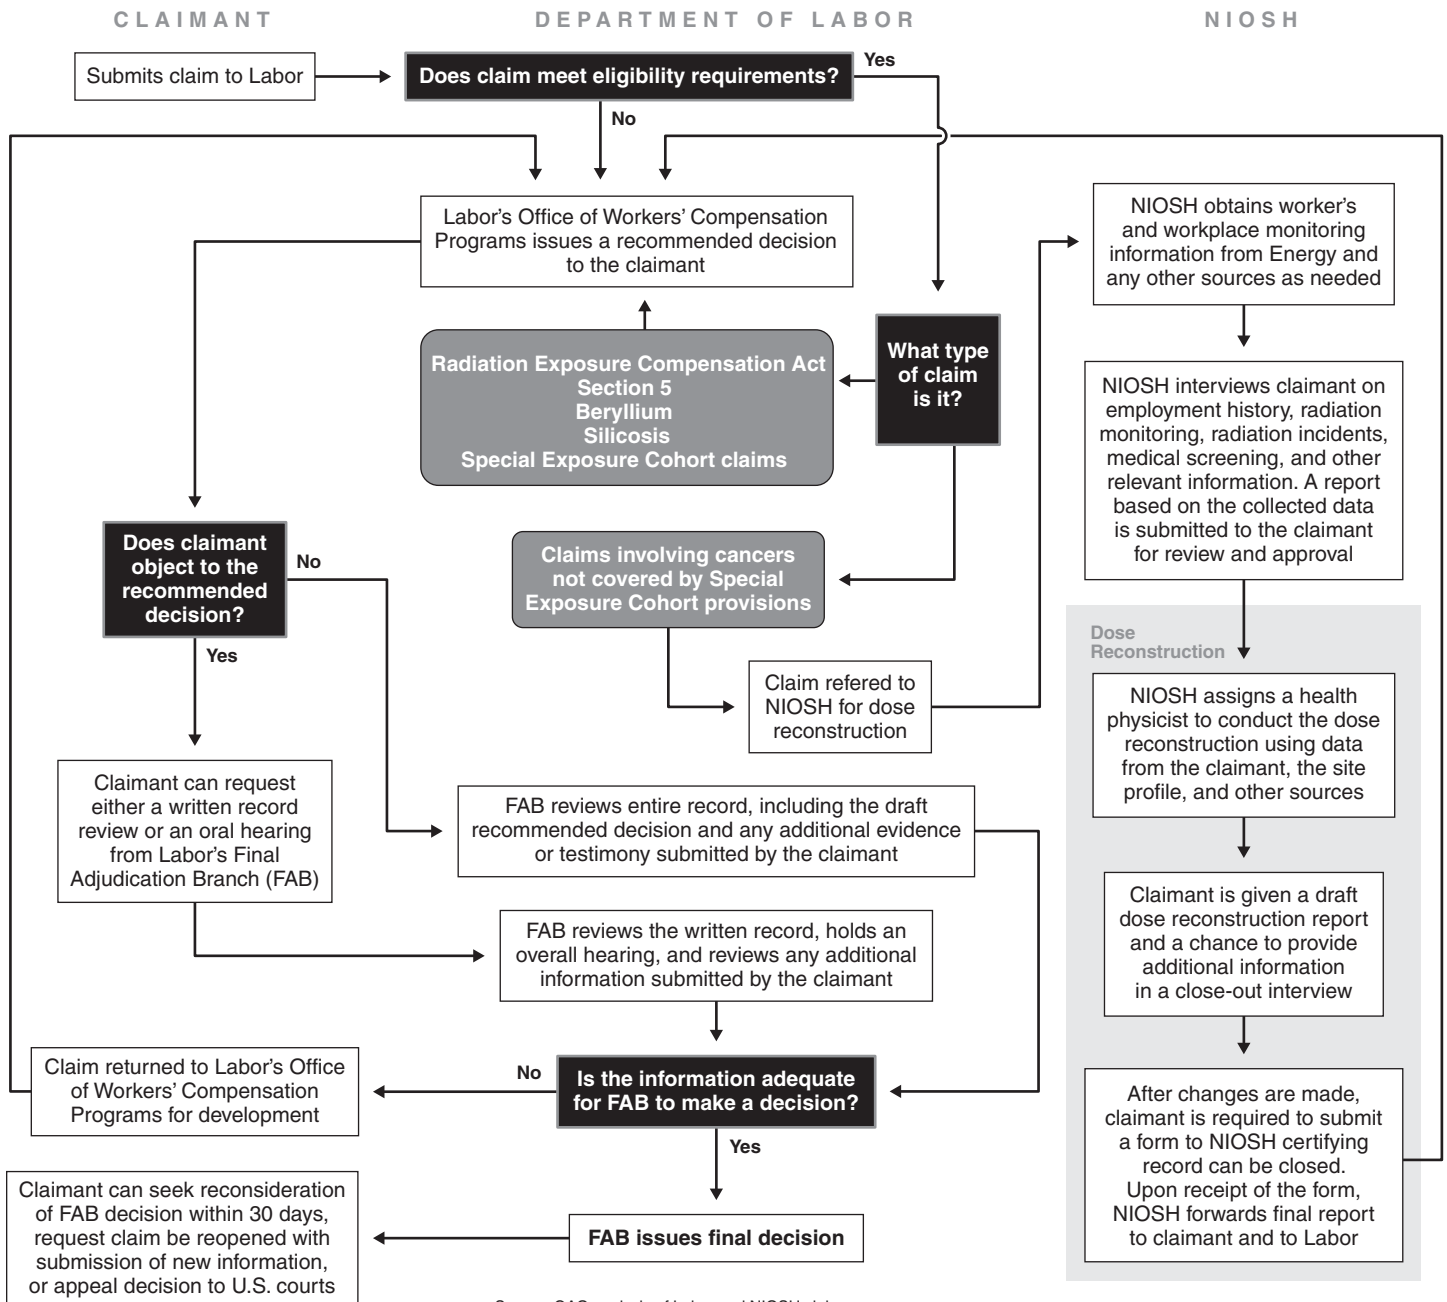 CLAIMANT
DEPARTMENT OF LABOR
NIOSH
Submits claim to Labor
Does claim meet eligibility requirements?
Yes
No
Labor's Office of Workers' Compensation
Programs issues a recommended decision
to the claimant
What type
of claim
is it?
Radiation Exposure Compensation Act
Section 5
Beryllium
Silicosis
Special Exposure Cohort claims
Claims involving cancers
not covered by Special
Exposure Cohort provisions
Claim refered to
NIOSH for dose
reconstruction
NIOSH obtains worker's
and workplace monitoring
information from Energy and
any other sources as needed
NIOSH interviews claimant on
employment history, radiation
monitoring, radiation incidents,
medical screening, and other
relevant information. A report
based on the collected data
is submitted to the claimant
for review and approval
Dose
Reconstruction
NIOSH assigns a health
physicist to conduct the dose
reconstruction using data
from the claimant, the site
profile, and other sources
Claimant is given a draft
dose reconstruction report
and a chance to provide
additional information
in a close-out interview
After changes are made,
claimant is required to submit
a form to NIOSH certifying
record can be closed.
Upon receipt of the form,
NIOSH forwards final report
to claimant and to Labor
Does claimant
object to the
recommended
decision?
No
Yes
Claimant can request
either a written record
review or an oral hearing
from Labor's Final
Adjudication Branch (FAB)
FAB reviews entire record, including the draft
recommended decision and any additional evidence
or testimony submitted by the claimant
FAB reviews the written record, holds an
overall hearing, and reviews any additional
information submitted by the claimant
Is the information adequate
for FAB to make a decision?
No
Yes
Claim returned to Labor's Office
of Workers' Compensation
Programs for development
FAB issues final decision
Claimant can seek reconsideration
of FAB decision within 30 days,
request claim be reopened with
submission of new information,
or appeal decision to U.S. courts